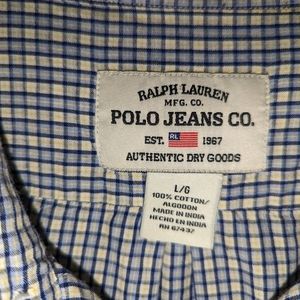 RALPH LAUREN
MFG. CO.
POLO JEANS CO.
EST. RL 1967
AUTHENTIC DRY GOODS
L/G
100% COTTON/
ALGODON
MADE IN INDIA
HECHO EN INDIA
RN 67437